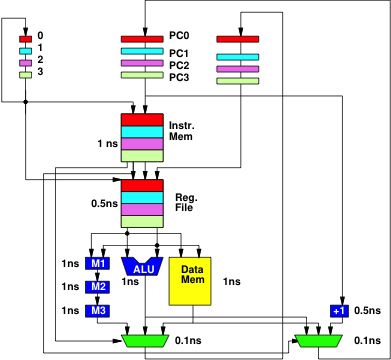 0
1
2
3
PC0
PC1
PC2
PC3
Instr.
Mem
1 ns
Reg.
File
0.5ns
1ns M1
ALU
Data
Mem
1ns
1ns
1ns M2
1ns M3
+1 0.5ns
0.1ns
0.1ns